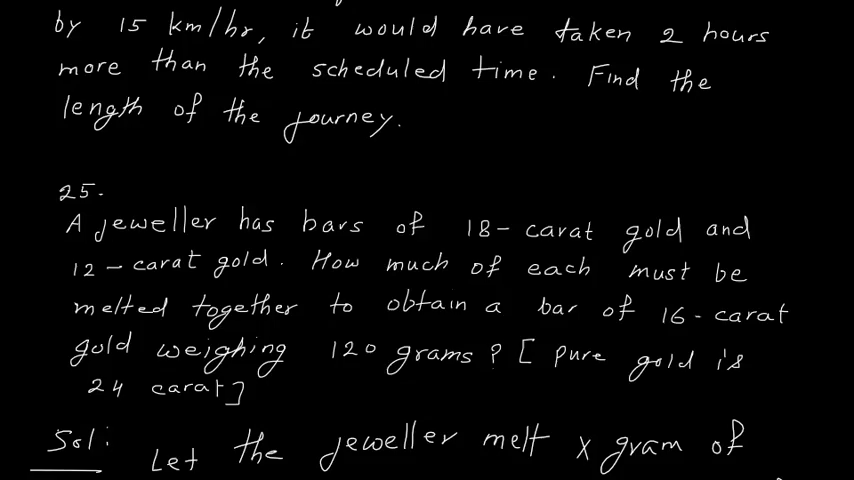 by 15 km/hr, it would have taken 2 hours
more than the scheduled time. Find the
length of the journey.
25.
A jeweller has bars of 18-carat gold and
12-carat gold. How much of each must be
melted together to obtain a bar of 16-carat
gold weighing 120 grams? [pure gold is
24 carat]
Sol: Let the jeweller melt x gram of